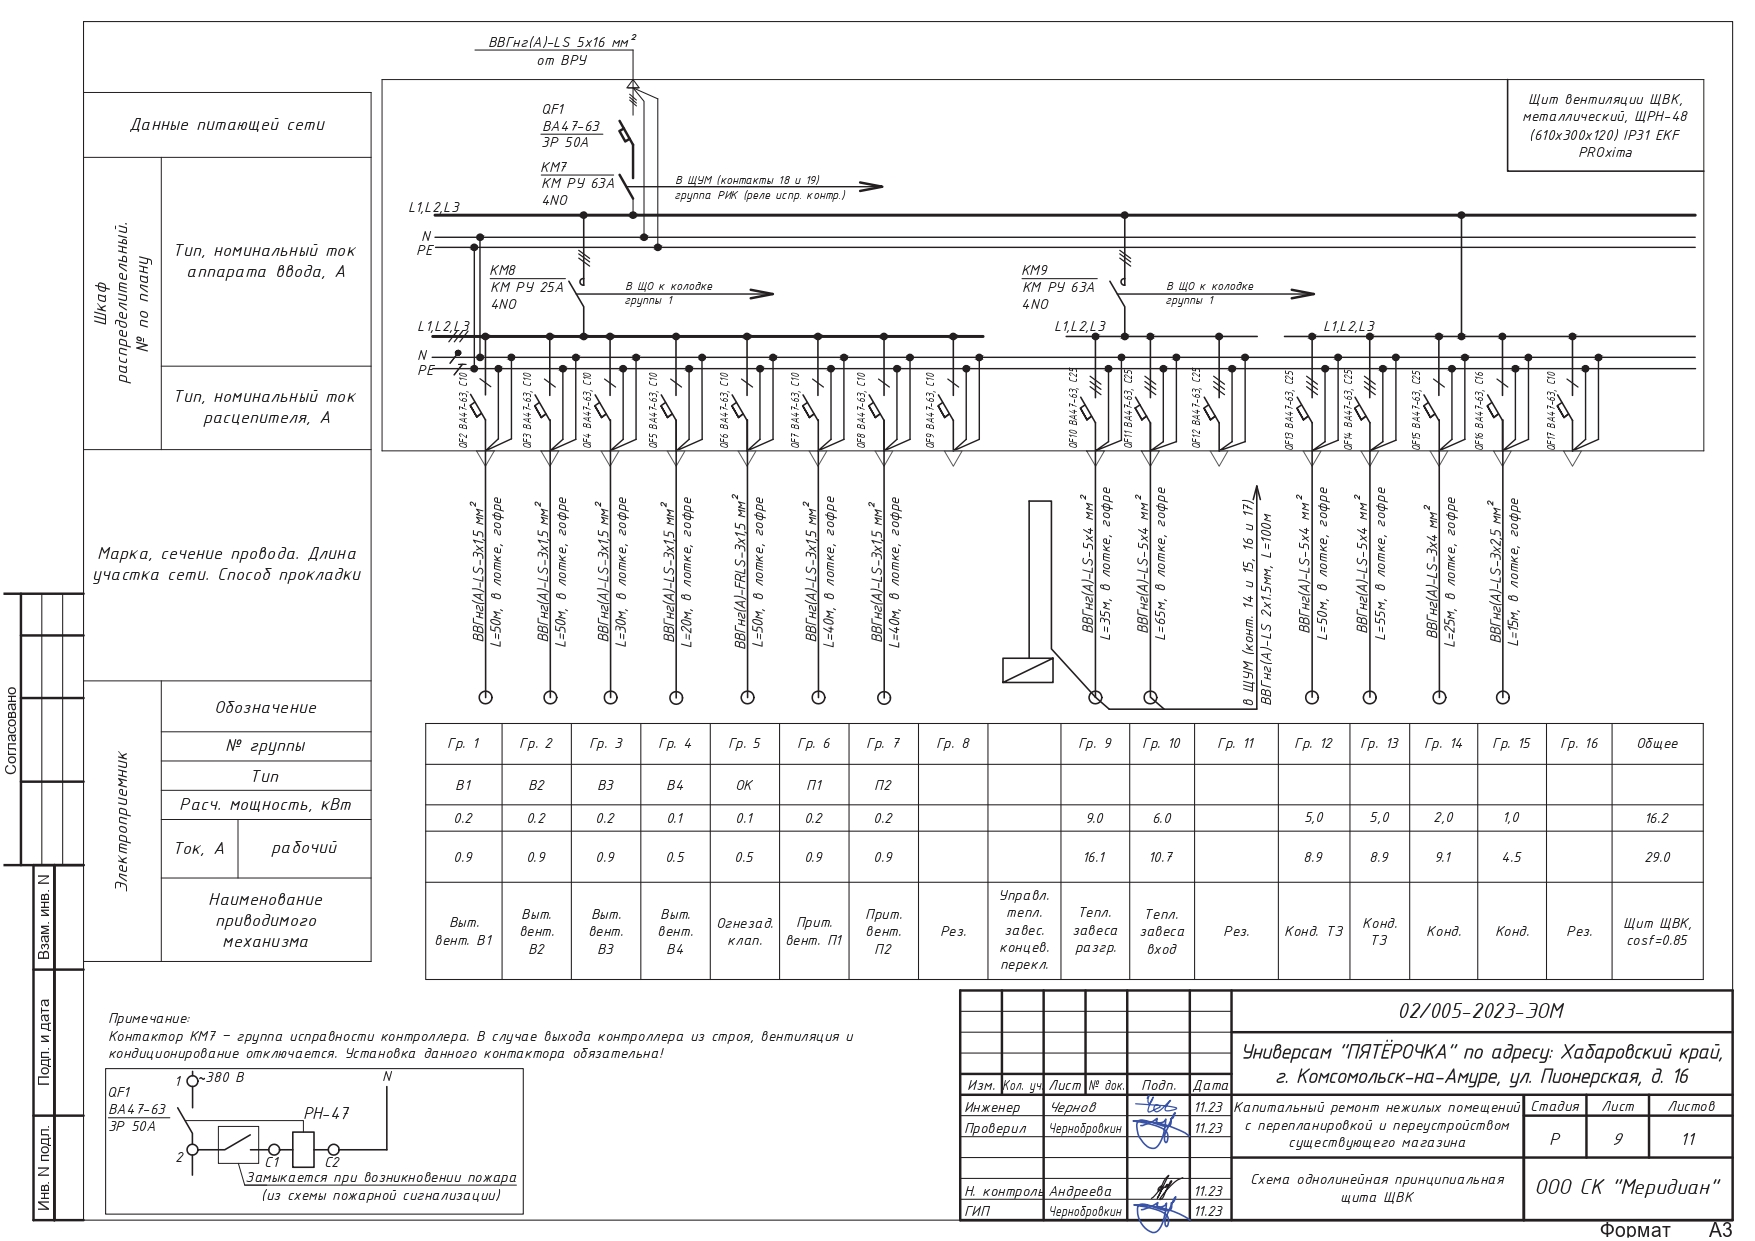 ВВГнг(А)-LS 5х16 мм²
от ВРУ
Щит вентиляции ЩВК,
металлический, ЩРН-48
(610х300х120) IP31 EKF
PROxima
QF1
ВА47-63
3P 50А
КМ7
КМ РУ 63А
4NO
В ЩУМ (контакты 18 и 19)
группа РИК (реле испр. контр.)
L1,L2,L3
N
PE
КМ8
КМ РУ 25А
4NO
В ЩО к колодке
группы 1
КМ9
КМ РУ 63А
4NO
В ЩО к колодке
группы 1
L1,L2,L3
L1,L2,L3
L1,L2,L3
N
PE
QF2 ВА47-63, С10
QF3 ВА47-63, С10
QF4 ВА47-63, С10
QF5 ВА47-63, С10
QF6 ВА47-63, С10
QF7 ВА47-63, С10
QF8 ВА47-63, С10
QF9 ВА47-63, С10
QF10 ВА47-63, С25
QF11 ВА47-63, С25
QF12 ВА47-63, С25
QF13 ВА47-63, С25
QF14 ВА47-63, С25
QF15 ВА47-63, С25
QF16 ВА47-63, С16
QF17 ВА47-63, С10
ВВГнг(А)-LS-3х1,5 мм²
L=50м, в лотке, гофре
ВВГнг(А)-LS-3х1,5 мм²
L=50м, в лотке, гофре
ВВГнг(А)-LS-3х1,5 мм²
L=30м, в лотке, гофре
ВВГнг(А)-LS-3х1,5 мм²
L=20м, в лотке, гофре
ВВГнг(А)-FRLS-3х1,5 мм²
L=50м, в лотке, гофре
ВВГнг(А)-LS-3х1,5 мм²
L=40м, в лотке, гофре
ВВГнг(А)-LS-3х1,5 мм²
L=40м, в лотке, гофре
ВВГнг(А)-LS-5х4 мм²
L=35м, в лотке, гофре
ВВГнг(А)-LS-5х4 мм²
L=65м, в лотке, гофре
в ЩУМ (конт. 14 и 15, 16 и 17)
ВВГнг(А)-LS 2х1.5мм, L=100м
ВВГнг(А)-LS-5х4 мм²
L=50м, в лотке, гофре
ВВГнг(А)-LS-5х4 мм²
L=55м, в лотке, гофре
ВВГнг(А)-LS-3х4 мм²
L=25м, в лотке, гофре
ВВГнг(А)-LS-3х2,5 мм²
L=15м, в лотке, гофре
Данные питающей сети
Шкаф
распределительный.
№ по плану
Тип, номинальный ток
аппарата ввода, А
Тип, номинальный ток
расцепителя, А
Марка, сечение провода. Длина
участка сети. Способ прокладки
Электроприемник
Обозначение
№ группы
Тип
Расч. мощность, кВт
Ток, А рабочий
Наименование
приводимого
механизма
Гр. 1 Гр. 2 Гр. 3 Гр. 4 Гр. 5 Гр. 6 Гр. 7 Гр. 8 Гр. 9 Гр. 10 Гр. 11 Гр. 12 Гр. 13 Гр. 14 Гр. 15 Гр. 16 Общее
В1 В2 В3 В4 ОК П1 П2
0.2 0.2 0.2 0.1 0.1 0.2 0.2 9.0 6.0 5,0 5,0 2,0 1,0 16.2
0.9 0.9 0.9 0.5 0.5 0.9 0.9 16.1 10.7 8.9 8.9 9.1 4.5 29.0
Выт.
вент. В1
Выт.
вент.
В2
Выт.
вент.
В3
Выт.
вент.
В4
Огнезад.
клап.
Прит.
вент. П1
Прит.
вент.
П2
Рез.
Управл.
тепл.
завес.
концев.
перекл.
Тепл.
завеса
разгр.
Тепл.
завеса
вход
Рез.
Конд. ТЗ
Конд.
ТЗ
Конд.
Конд.
Рез.
Щит ЩВК,
cosf=0.85
Примечание:
Контактор КМ7 – группа исправности контроллера. В случае выхода контроллера из строя, вентиляция и
кондиционирование отключается. Установка данного контактора обязательна!
QF1
ВА47-63
3P 50А
1
~380 В
N
РН-47
2
С1
С2
Замыкается при возникновении пожара
(из схемы пожарной сигнализации)
Согласовано
Взам. инв. N
Подп. и дата
Инв. N подл.
02/005-2023-ЭОМ
Универсам "ПЯТЁРОЧКА" по адресу: Хабаровский край,
г. Комсомольск-на-Амуре, ул. Пионерская, д. 16
Изм. Кол. уч. Лист № док. Подп. Дата
Инженер Чернов 11.23
Проверил Чернобровкин 11.23
Н. контроль Андреева 11.23
ГИП Чернобровкин 11.23
Капитальный ремонт нежилых помещений
с перепланировкой и переустройством
существующего магазина
Стадия Лист Листов
Р 9 11
Схема однолинейная принципиальная
щита ЩВК
ООО СК "Меридиан"
Формат А3